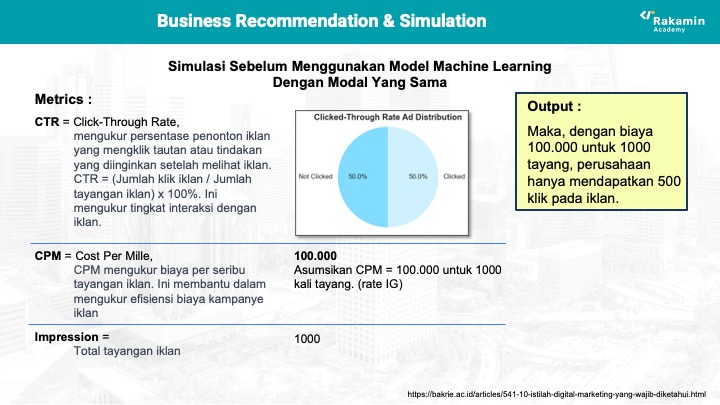 Business Recommendation & Simulation
Rakamin
Academy
Simulasi Sebelum Menggunakan Model Machine Learning
Dengan Modal Yang Sama
Metrics :
CTR = Click-Through Rate,
mengukur persentase penonton iklan
yang mengklik tautan atau tindakan
yang diinginkan setelah melihat iklan.
CTR = (Jumlah klik iklan / Jumlah
tayangan iklan) x 100%. Ini
mengukur tingkat interaksi dengan
iklan.
Clicked-Through Rate Ad Distribution
Not Clicked
50.0%
50.0%
Clicked
Output :
Maka, dengan biaya
100.000 untuk 1000
tayang, perusahaan
hanya mendapatkan 500
klik pada iklan.
CPM = Cost Per Mille,
CPM mengukur biaya per seribu
tayangan iklan. Ini membantu dalam
mengukur efisiensi biaya kampanye
iklan
100.000
Asumsikan CPM = 100.000 untuk 1000
kali tayang. (rate IG)
Impression =
Total tayangan iklan
1000
https://bakrie.ac.id/articles/541-10-istilah-digital-marketing-yang-wajib-diketahui.html